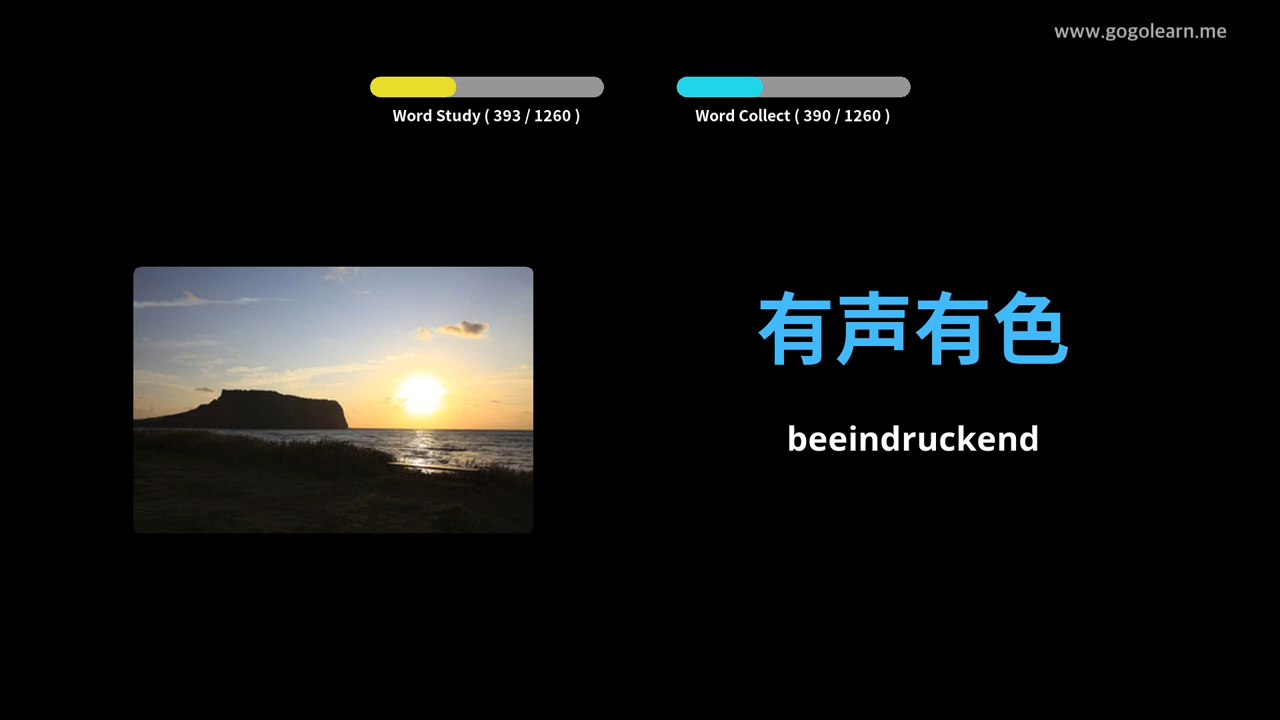 www.gogolearn.me
Word Study ( 393 / 1260 )
Word Collect ( 390 / 1260 )
有声有色
beeindruckend